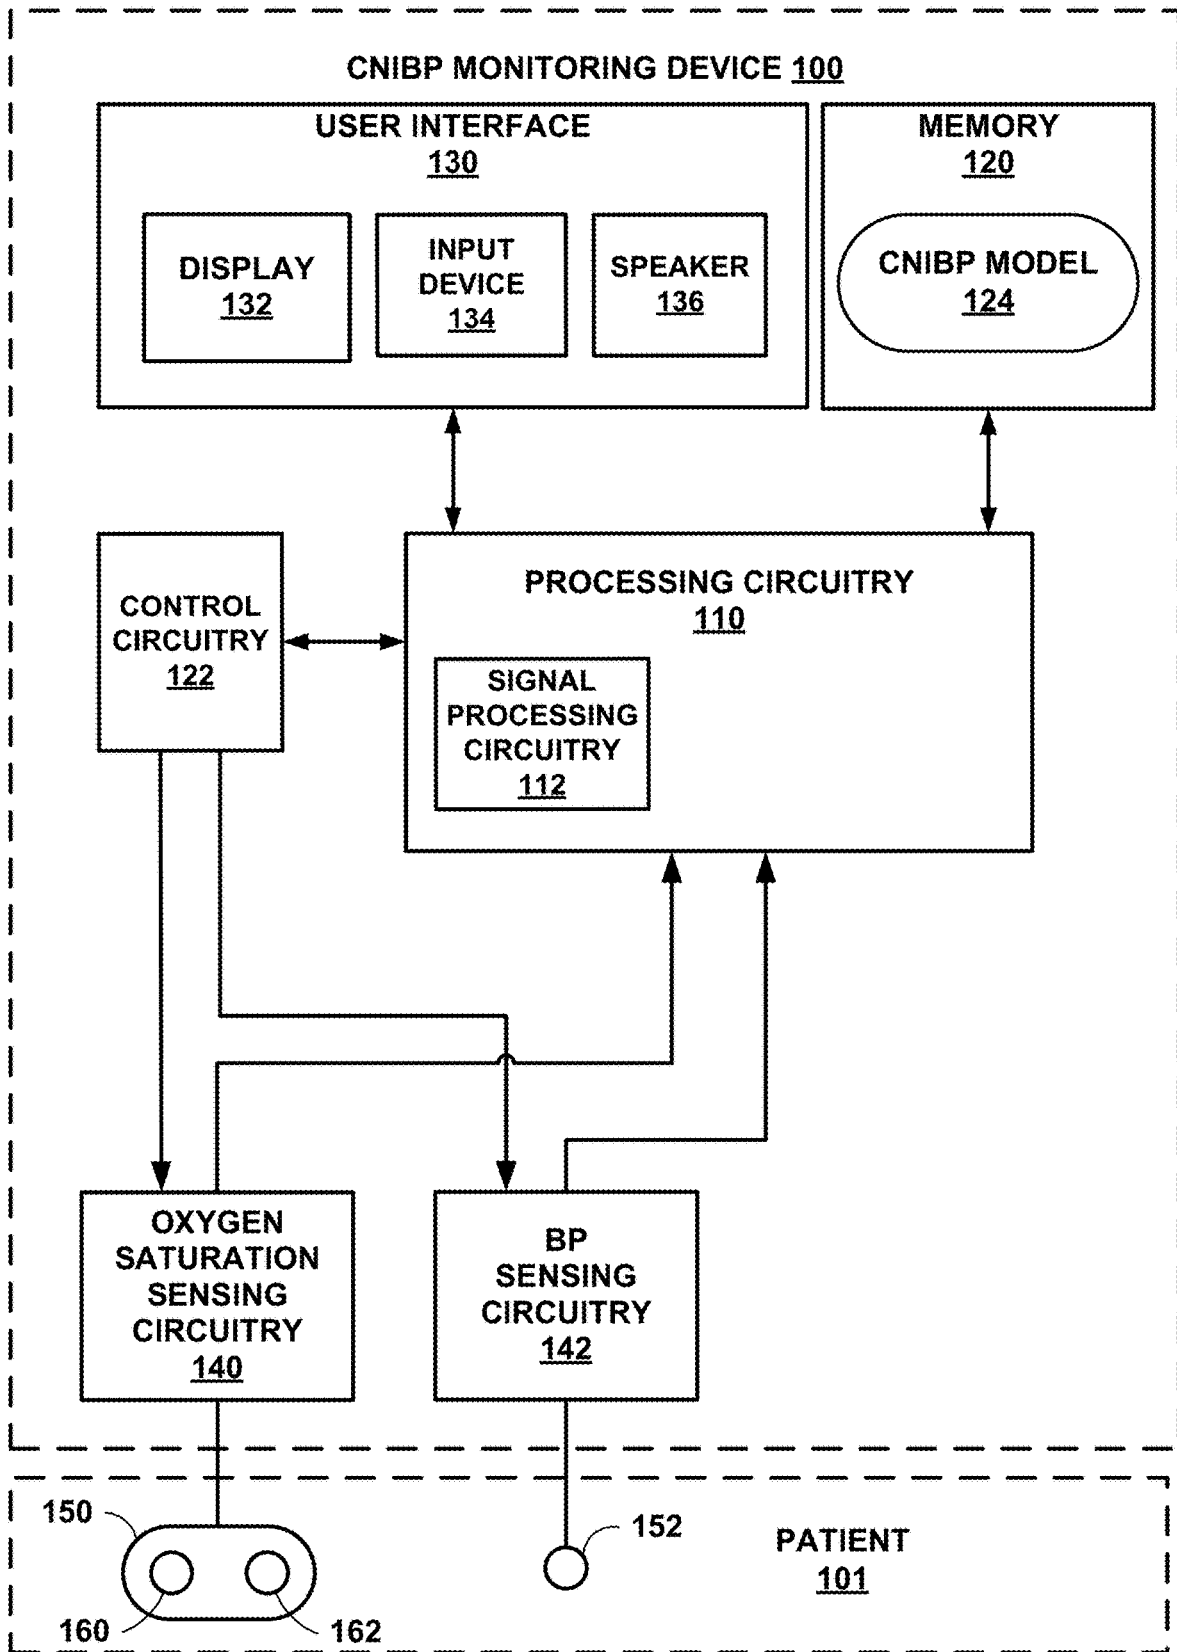 CNIBP MONITORING DEVICE 100
USER INTERFACE
130
DISPLAY
132
INPUT
DEVICE
134
SPEAKER
136
MEMORY
120
CNIBP MODEL
124
CONTROL
CIRCUITRY
122
PROCESSING CIRCUITRY
110
SIGNAL
PROCESSING
CIRCUITRY
112
OXYGEN
SATURATION
SENSING
CIRCUITRY
140
BP
SENSING
CIRCUITRY
142
150
160
162
152
PATIENT
101